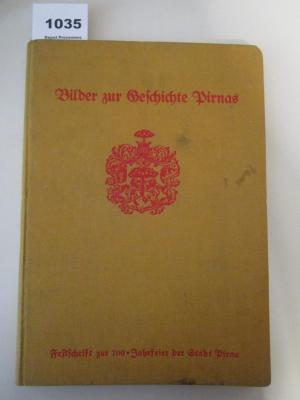 1035
Bilder zur Geschichte Pirnas
Festschrift zur 700-Jahrfeier der Stadt Pirna